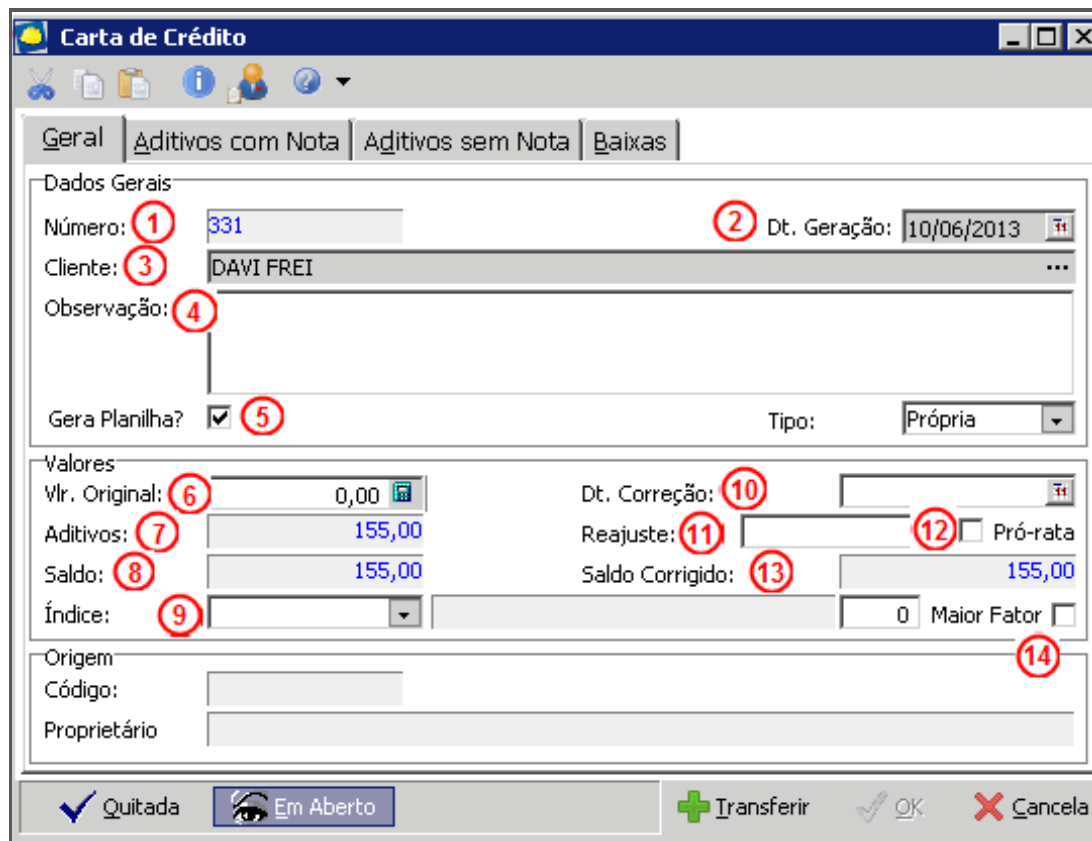 Carta de Crédito
Geral Aditivos com Nota Aditivos sem Nota Baixas
Dados Gerais
Número: 1 331 2 Dt. Geração: 10/06/2013
Cliente: 3 DAVI FREI ...
Observação: 4
Gera Planilha? 5 Tipo: Própria
Valores
Vlr. Original: 6 0,00 Dt. Correção: 10
Aditivos: 7 155,00 Reajuste: 11 12 Pró-rata
Saldo: 8 155,00 Saldo Corrigido: 13 155,00
Índice: 9 0 Maior Fator
14
Origem
Código:
Proprietário
Quitada Em Aberto Transferir OK Cancela